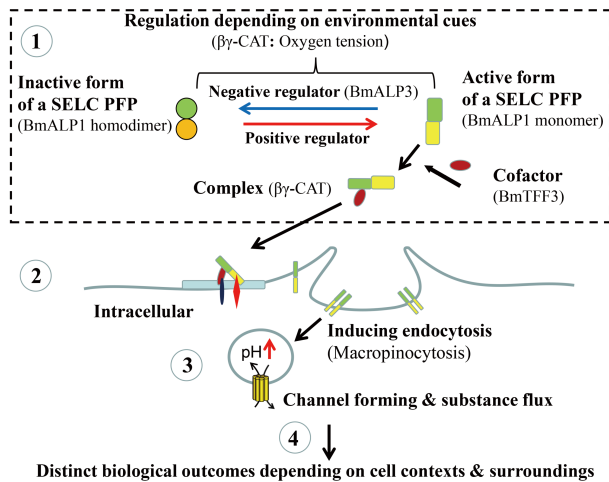 Regulation depending on environmental cues
(βγ-CAT: Oxygen tension)
1
Inactive form
of a SELC PFP
(BmALP1 homodimer)
Negative regulator (BmALP3)
Positive regulator
Active form
of a SELC PFP
(BmALP1 monomer)
Complex (βγ-CAT)
Cofactor
(BmTFF3)
2
Intracellular
Inducing endocytosis
(Macropinocytosis)
3
pH
Channel forming & substance flux
4
Distinct biological outcomes depending on cell contexts & surroundings